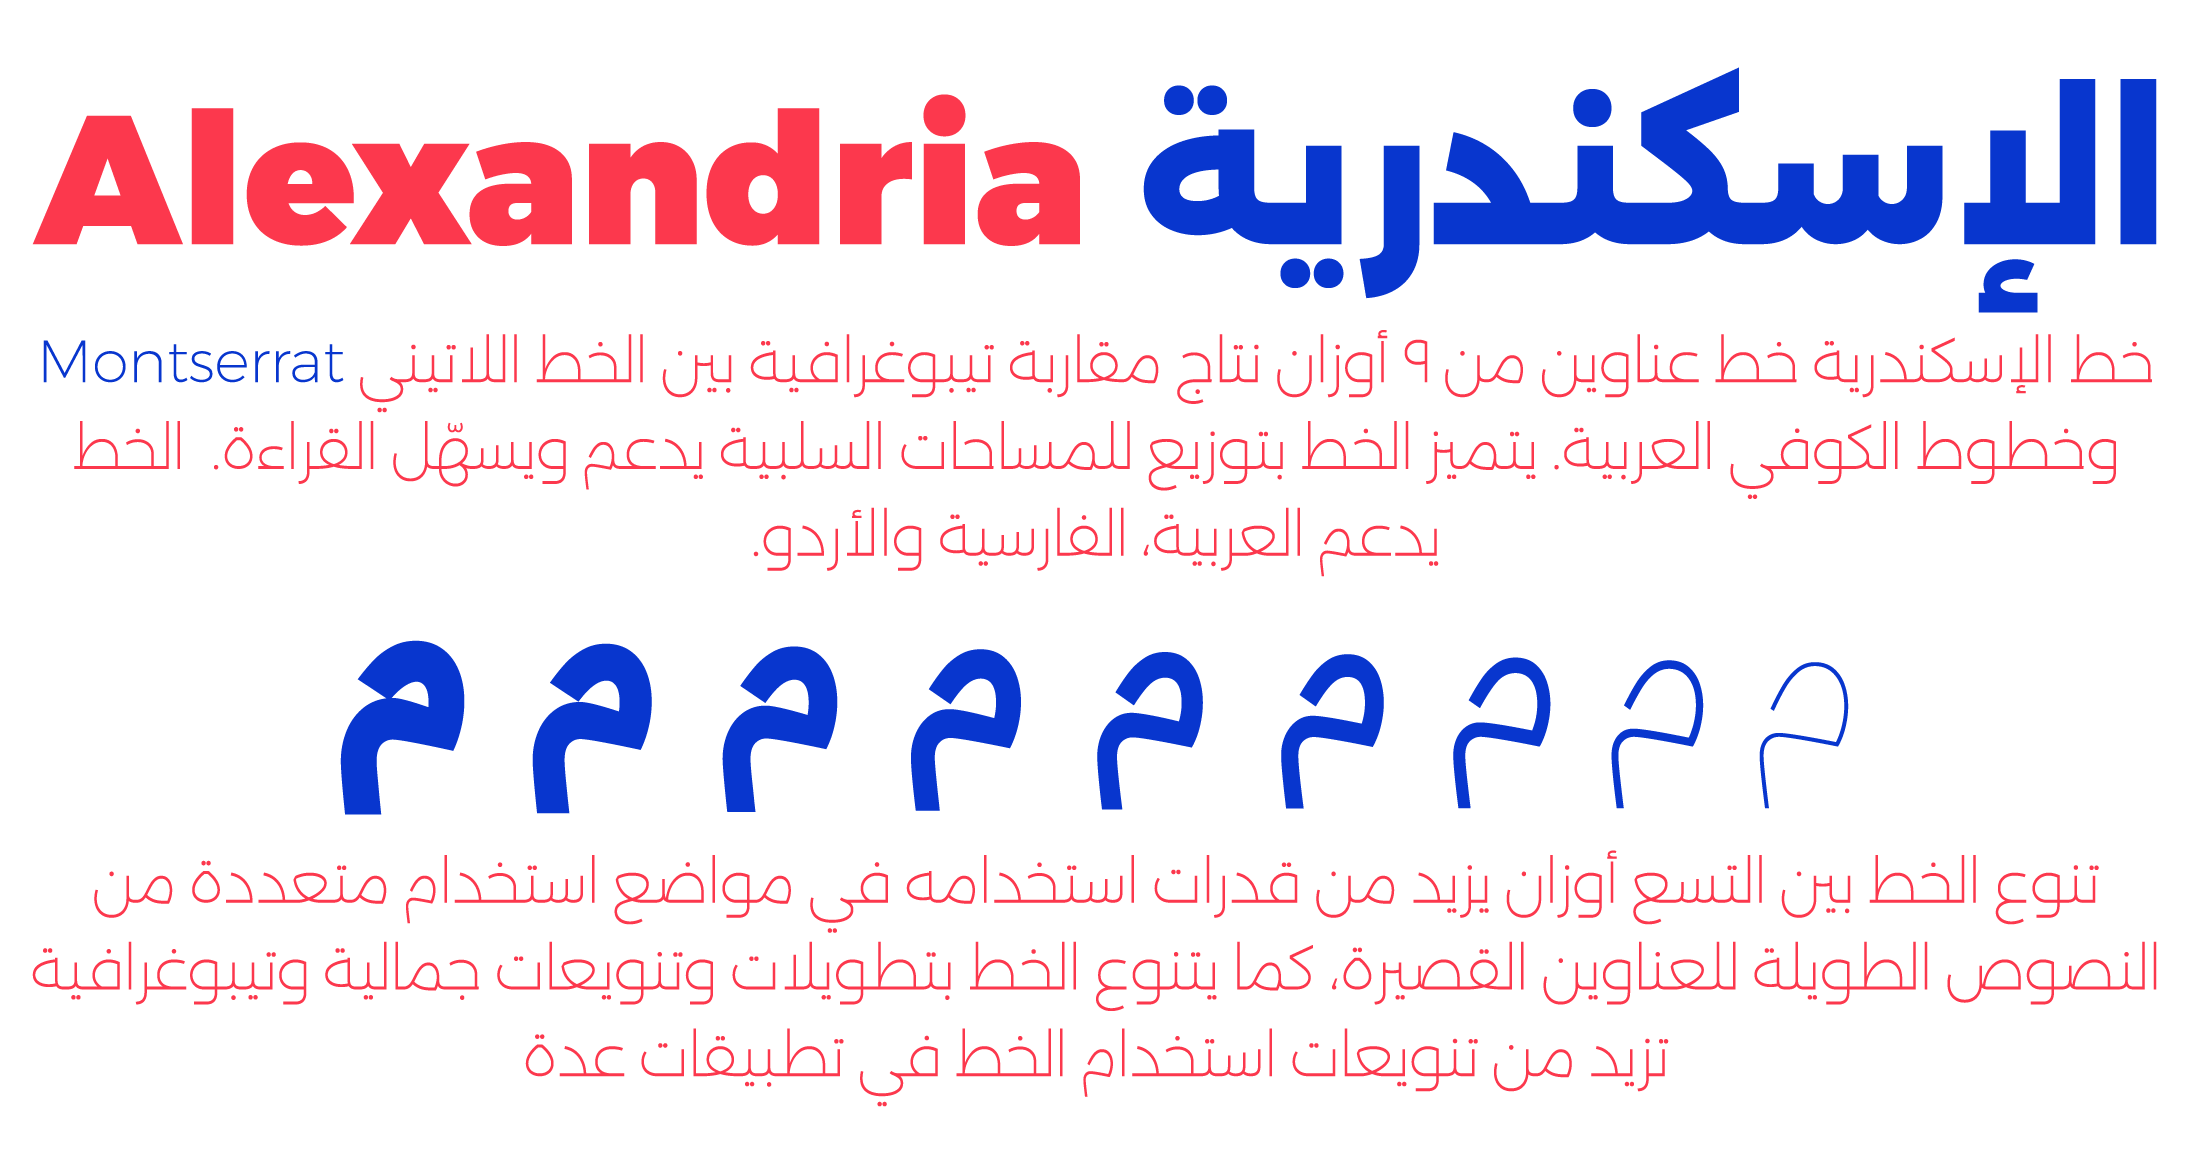 Alexandria الإسكندرية
خط الإسكندرية خط عناوين من ٩ أوزان نتاج مقاربة تيبوغرافية بين الخط اللاتيني Montserrat
وخطوط الكوفي العربية. يتميز الخط بتوزيع للمساحات السلبية يدعم ويسهّل القراءة. الخط
يدعم العربية، الفارسية والأردو.
م م م م م م م م م
تنوع الخط بين التسع أوزان يزيد من قدرات استخدامه في مواضع استخدام متعددة من
النصوص الطويلة للعناوين القصيرة، كما يتنوع الخط بتطويلات وتنويعات جمالية وتيبوغرافية
تزيد من تنويعات استخدام الخط في تطبيقات عدة